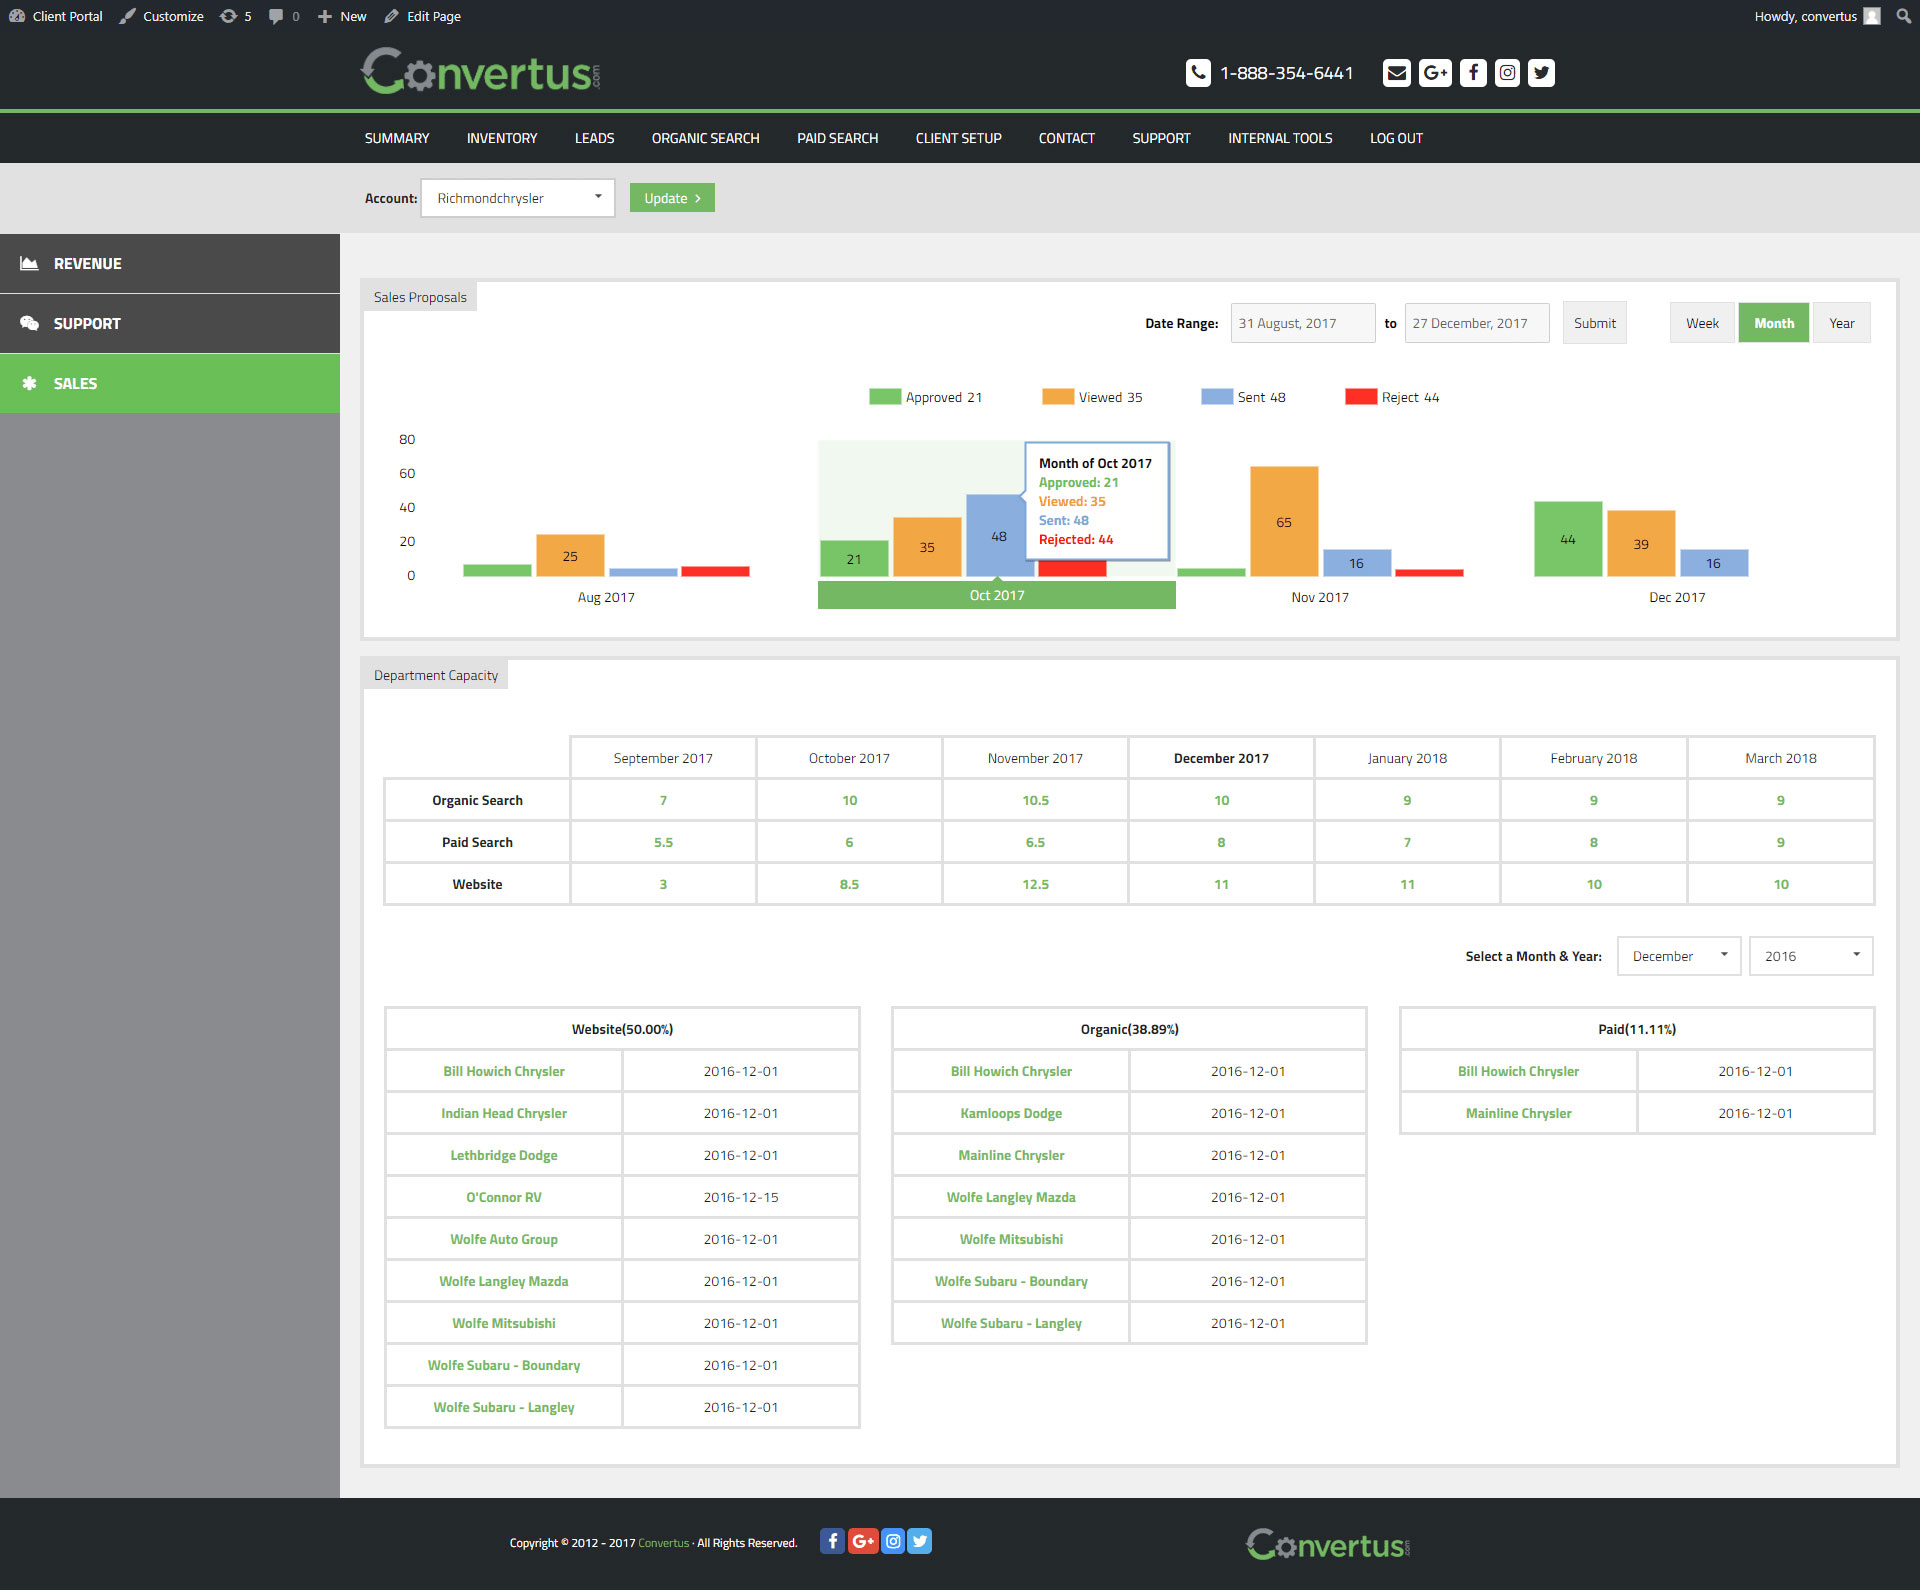 Client Portal Customize 5 0 New Edit Page Howdy, convertus
Convertus.com 1-888-354-6441
SUMMARY INVENTORY LEADS ORGANIC SEARCH PAID SEARCH CLIENT SETUP CONTACT SUPPORT INTERNAL TOOLS LOG OUT
Account: Richmondchrysler Update
REVENUE
SUPPORT
SALES
Sales Proposals
Date Range: 31 August, 2017 to 27 December, 2017 Submit Week Month Year
Approved 21 Viewed 35 Sent 48 Reject 44
80
60
40
20
0
25
21 35 48
65 16
44 39 16
Month of Oct 2017
Approved: 21
Viewed: 35
Sent: 48
Rejected: 44
Aug 2017 Oct 2017 Nov 2017 Dec 2017
Department Capacity
September 2017 October 2017 November 2017 December 2017 January 2018 February 2018 March 2018
Organic Search 7 10 10.5 10 9 9 9
Paid Search 5.5 6 6.5 8 7 8 9
Website 3 8.5 12.5 11 11 10 10
Select a Month & Year: December 2016
Website(50.00%)
Bill Howich Chrysler 2016-12-01
Indian Head Chrysler 2016-12-01
Lethbridge Dodge 2016-12-01
O'Connor RV 2016-12-15
Wolfe Auto Group 2016-12-01
Wolfe Langley Mazda 2016-12-01
Wolfe Mitsubishi 2016-12-01
Wolfe Subaru - Boundary 2016-12-01
Wolfe Subaru - Langley 2016-12-01
Organic(38.89%)
Bill Howich Chrysler 2016-12-01
Kamloops Dodge 2016-12-01
Mainline Chrysler 2016-12-01
Wolfe Langley Mazda 2016-12-01
Wolfe Mitsubishi 2016-12-01
Wolfe Subaru - Boundary 2016-12-01
Wolfe Subaru - Langley 2016-12-01
Paid(11.11%)
Bill Howich Chrysler 2016-12-01
Mainline Chrysler 2016-12-01
Copyright © 2012 - 2017 Convertus · All Rights Reserved. Convertus.com